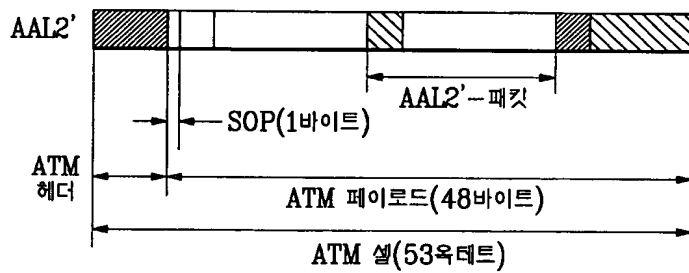 AAL2'
AAL2'-패킷
SOP(1바이트)
ATM
헤더
ATM 페이로드(48바이트)
ATM 셀(53옥테트)